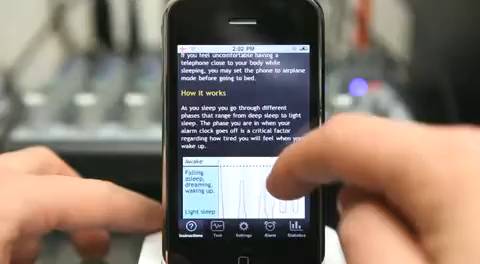 2:02 PM
If you feel uncomfortable having a
telephone close to your body while
sleeping, you may set the phone to airplane
mode before going to bed.
How it works
As you sleep you go through different
phases that range from deep sleep to light
sleep. The phase you are in when your
alarm clock goes off is a critical factor
regarding how tired you will feel when you
wake up.
Awake
Falling
asleep,
dreaming,
waking up.
Light sleep
Instructions Test Settings Alarm Statistics